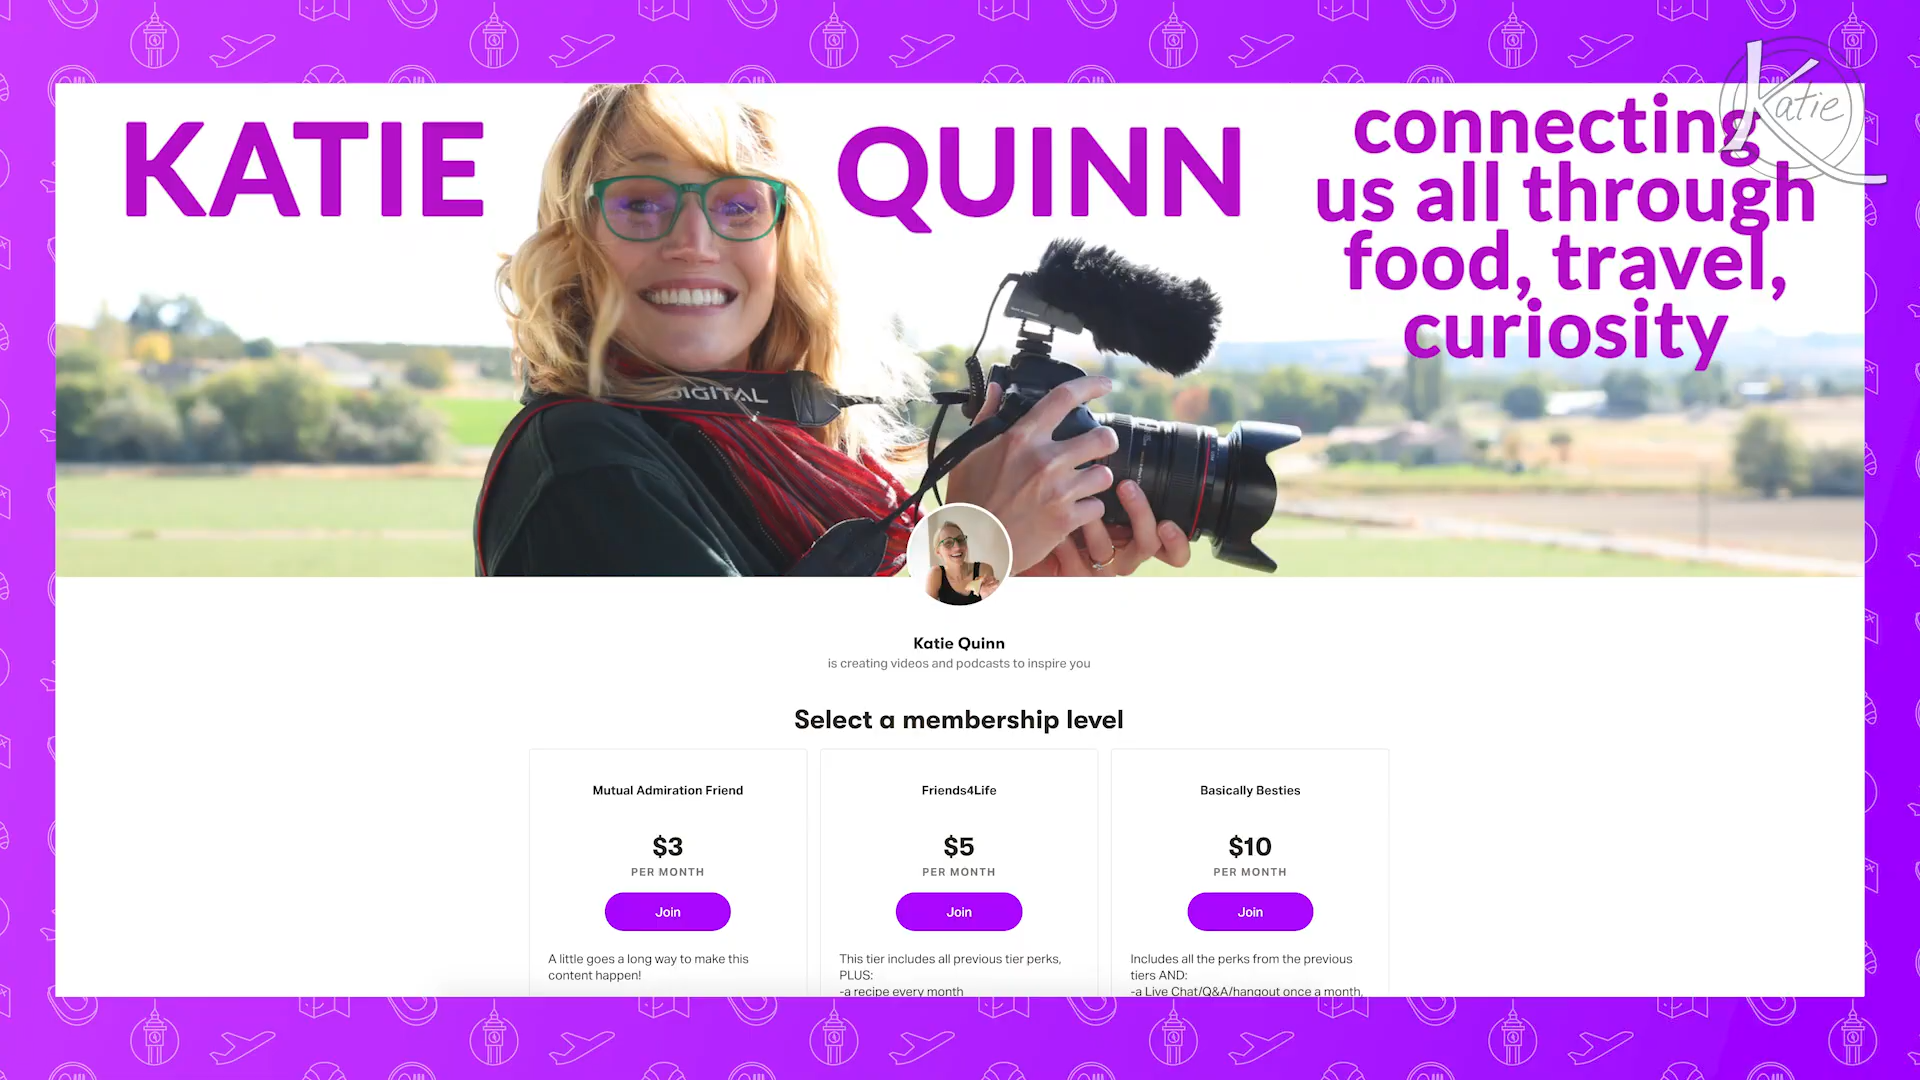 KATIE QUINN
connecting
us all through
food, travel,
curiosity
Katie
DIGITAL
Katie Quinn
is creating videos and podcasts to inspire you
Select a membership level
Mutual Admiration Friend
$3
PER MONTH
Join
A little goes a long way to make this
content happen!
Friends4Life
$5
PER MONTH
Join
This tier includes all previous tier perks,
PLUS:
-a recipe every month
Basically Besties
$10
PER MONTH
Join
Includes all the perks from the previous
tiers AND:
-a Live Chat/Q&A/hangout once a month,